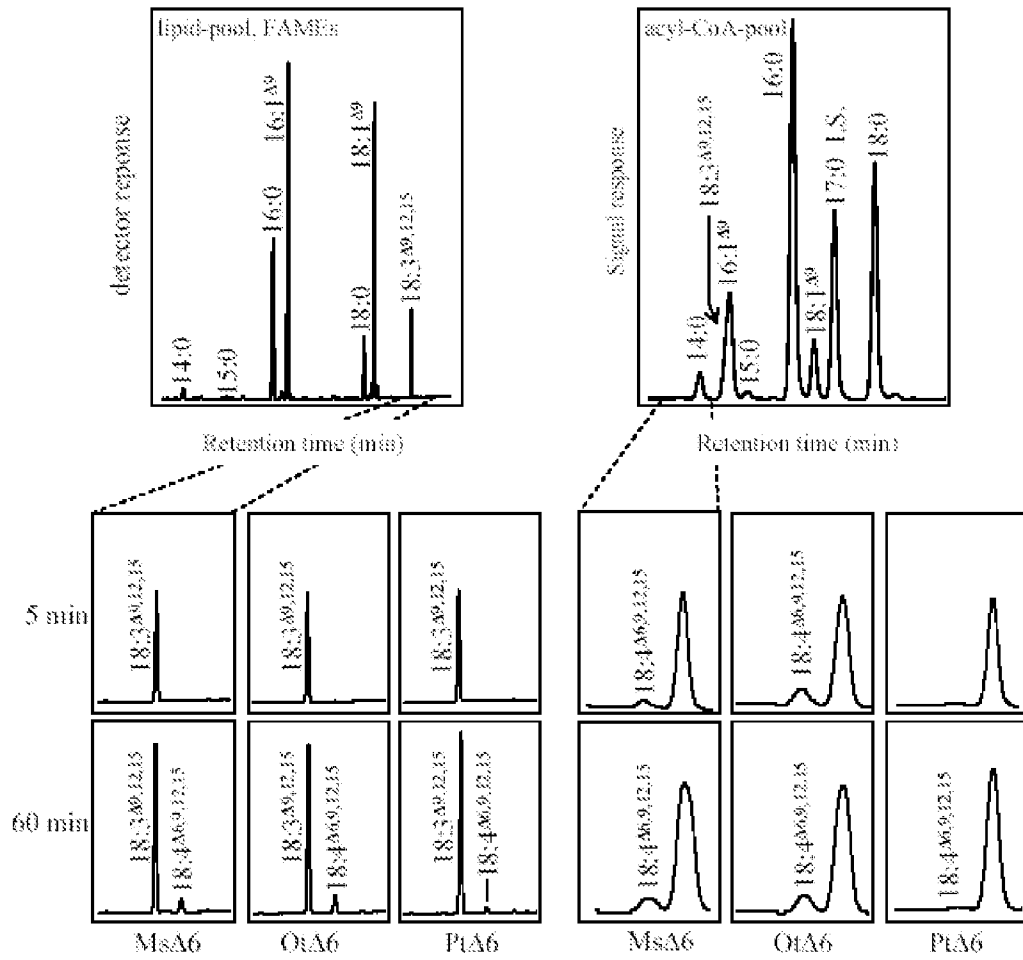 lipid-pool, FAMEs
detector reponse
14:0
15:0
16:0
16:1Δ9
18:0
18:1Δ9
18:3Δ9,12,15
Retention time (min)
acyl-CoA-pool
Signal response
18:3Δ9,12,15
14:0
16:1Δ9
15:0
16:0
18:1Δ9
17:0 I.S.
18:0
Retention time (min)
5 min
18:3Δ9,12,15
18:3Δ9,12,15
18:3Δ9,12,15
18:4Δ6,9,12,15
18:4Δ6,9,12,15
60 min
18:3Δ9,12,15
18:4Δ6,9,12,15
18:3Δ9,12,15
18:4Δ6,9,12,15
18:3Δ9,12,15
18:4Δ6,9,12,15
18:4Δ6,9,12,15
18:4Δ6,9,12,15
18:4Δ6,9,12,15
MsΔ6
OtΔ6
PtΔ6
MsΔ6
OtΔ6
PtΔ6